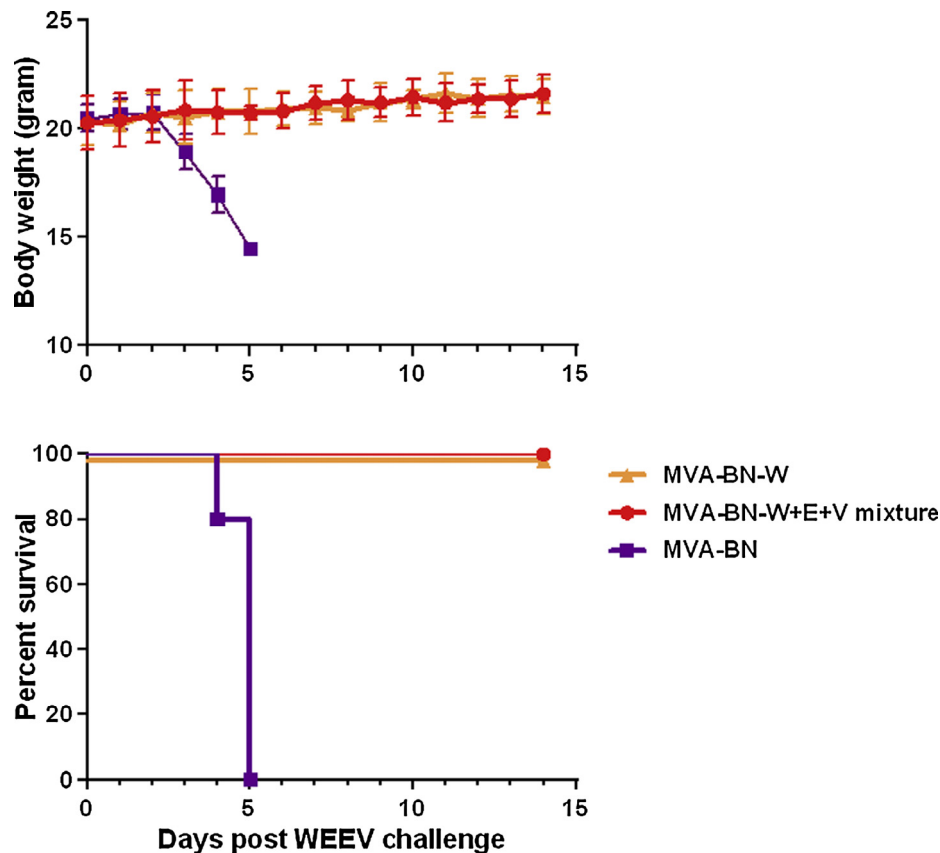 25
20
15
10
Body weight (gram)
0 5 10 15
100
80
60
40
20
0
Percent survival
0 5 10 15
Days post WEEV challenge
MVA-BN-W
MVA-BN-W+E+V mixture
MVA-BN